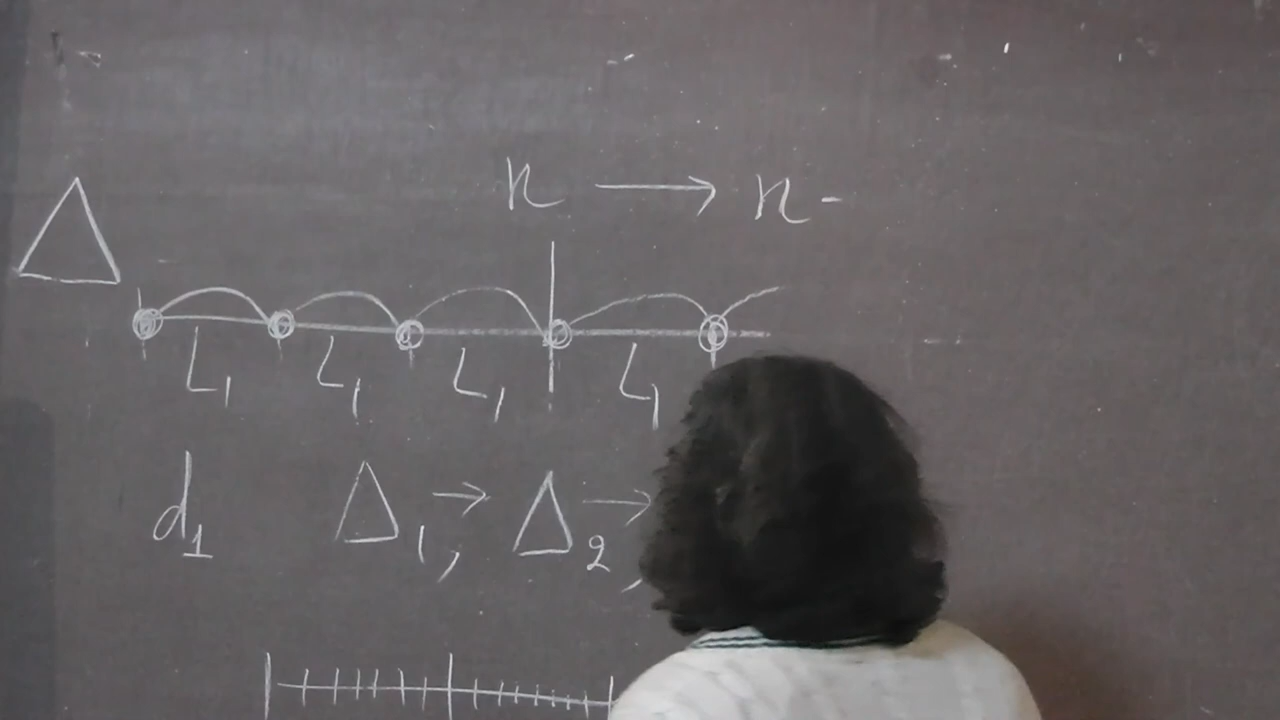 n → n -
Δ
L₁ L₁ L₁ L₁
d₁ Δ₁, → Δ₂, →